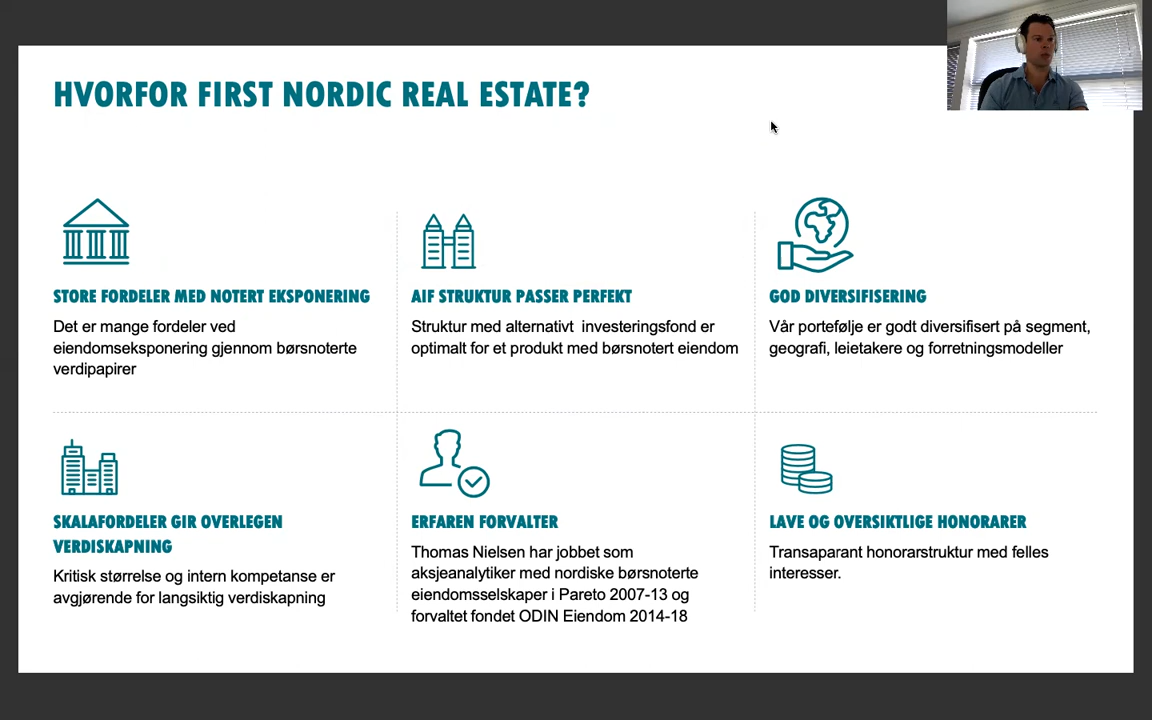 HVORFOR FIRST NORDIC REAL ESTATE?
STORE FORDELER MED NOTERT EKSPONERING
Det er mange fordeler ved
eiendomseksponering gjennom børsnoterte
verdipapirer
AIF STRUKTUR PASSER PERFEKT
Struktur med alternativt investeringsfond er
optimalt for et produkt med børsnotert eiendom
GOD DIVERSIFISERING
Vår portefølje er godt diversifisert på segment,
geografi, leietakere og forretningsmodeller
SKALAFORDELER GIR OVERLEGEN
VERDISKAPNING
Kritisk størrelse og intern kompetanse er
avgjørende for langsiktig verdiskapning
ERFAREN FORVALTER
Thomas Nielsen har jobbet som
aksjeanalytiker med nordiske børsnoterte
eiendomsselskaper i Pareto 2007-13 og
forvaltet fondet ODIN Eiendom 2014-18
LAVE OG OVERSIKTLIGE HONORARER
Transaparant honorarstruktur med felles
interesser.